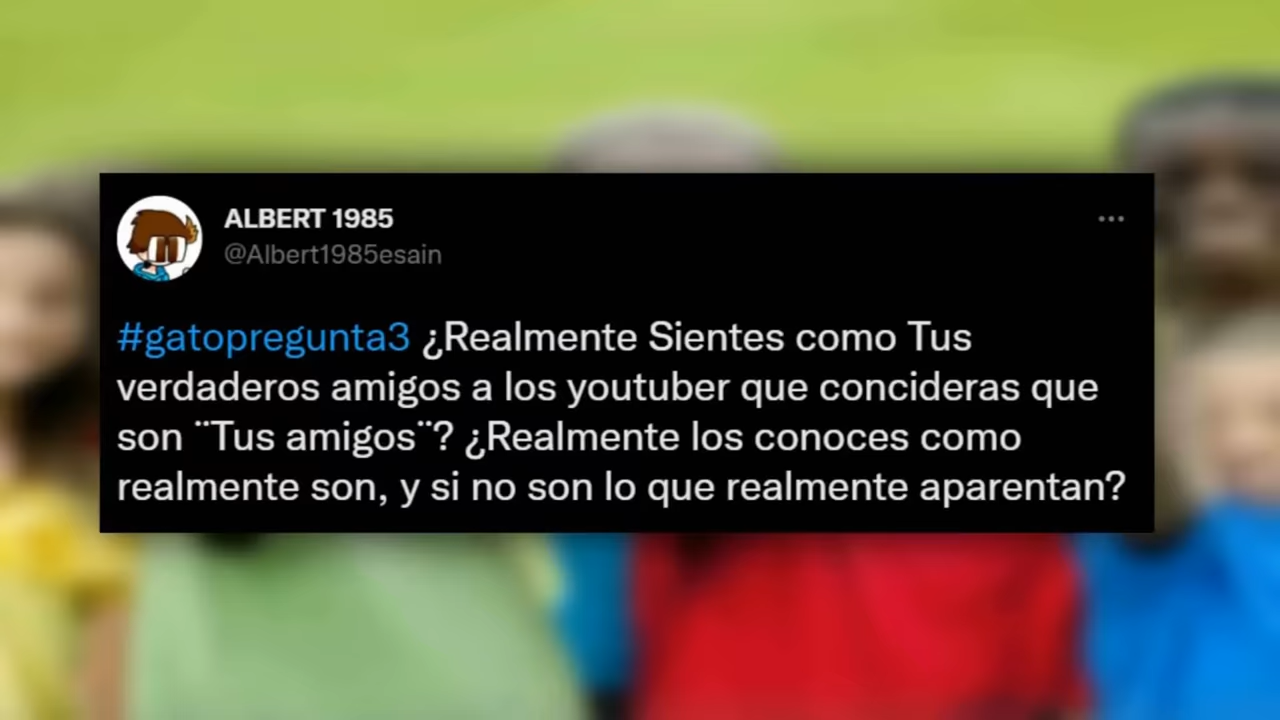 ALBERT 1985
@Albert1985esain
#gatopregunta3 ¿Realmente Sientes como Tus
verdaderos amigos a los youtuber que concideras que
son ¨Tus amigos¨? ¿Realmente los conoces como
realmente son, y si no son lo que realmente aparentan?